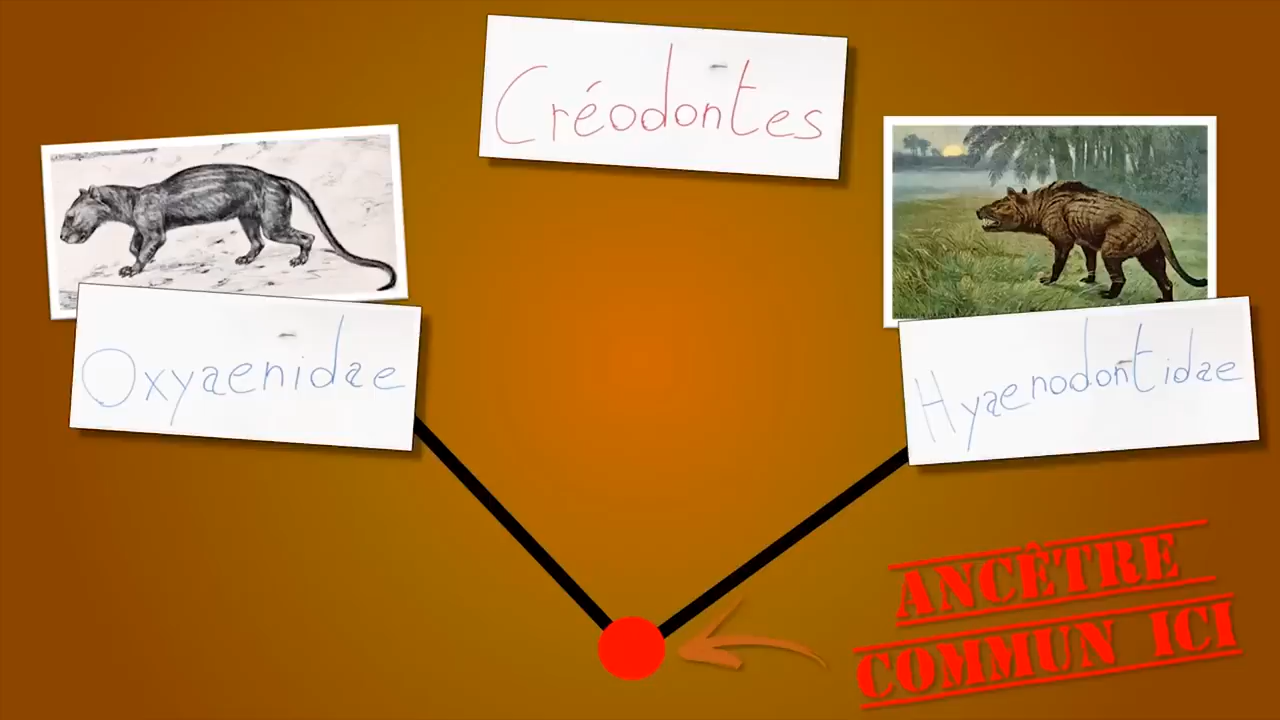 Créodontes
Oxyaenidae
Hyaenodontidae
ANCÊTRE
COMMUN ICI